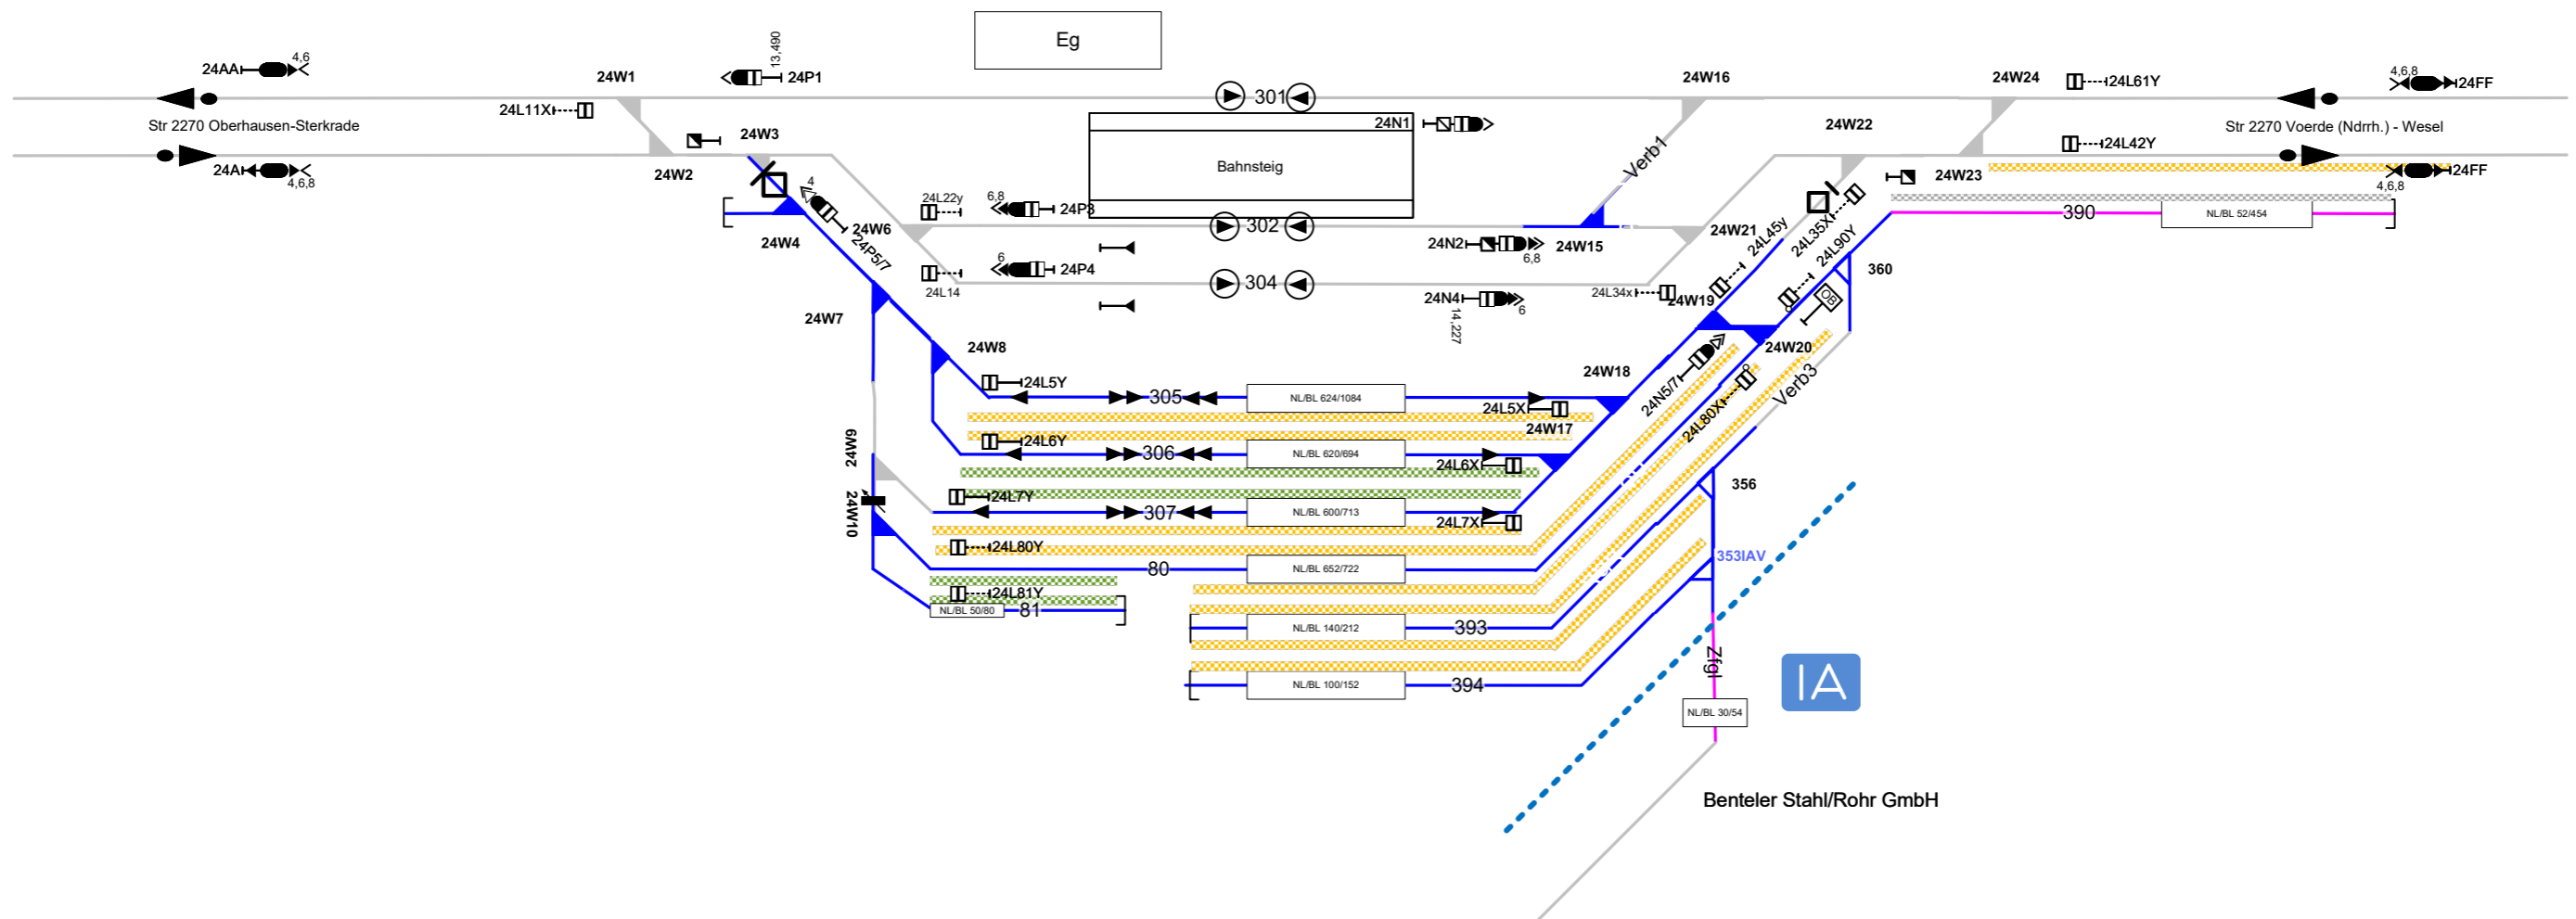 Eg
13,490
4,6
24AA
24W1
24P1
24W16
24W24
24L61Y
4,6,8
24FF
301
24L11X
24N1
Str 2270 Oberhausen-Sterkrade
24W3
24W22
Str 2270 Voerde (Ndrrh.) - Wesel
24L42Y
Verb1
Bahnsteig
24A
4,6,8
24W2
24W23
24FF
4,6,8
4
24L22y
6,8
24P3
24W6
24W4
24P5/7
302
24N2
6,8
24W15
24W21
24L45y
24L35X
24L90Y
390
NL/BL 52/454
360
6
24P4
24L14
304
24N4
6
14,227
24L34x
24W19
OB
24W7
24W8
24W20
24W18
Verb3
24L5Y
305
NL/BL 624/1084
24L5X
24N5/7
24L80X
24W17
24W9
24L6Y
306
NL/BL 620/694
24L6X
356
24W10
24L7Y
307
NL/BL 600/713
24L7X
24L80Y
353IAV
80
NL/BL 652/722
24L81Y
NL/BL 50/80
81
NL/BL 140/212
393
Zfgl
IA
NL/BL 100/152
394
NL/BL 30/54
Benteler Stahl/Rohr GmbH